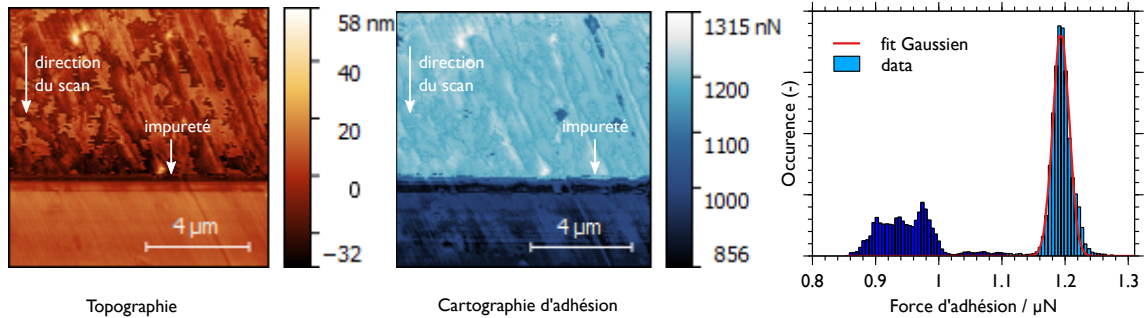 direction
du scan
impureté
4 µm
58 nm
40
20
0
−32
Topographie
direction
du scan
impureté
4 µm
1315 nN
1200
1100
1000
856
Cartographie d'adhésion
fit Gaussien
data
Occurence (-)
0.8
0.9
1
1.1
1.2
1.3
Force d'adhésion / µN